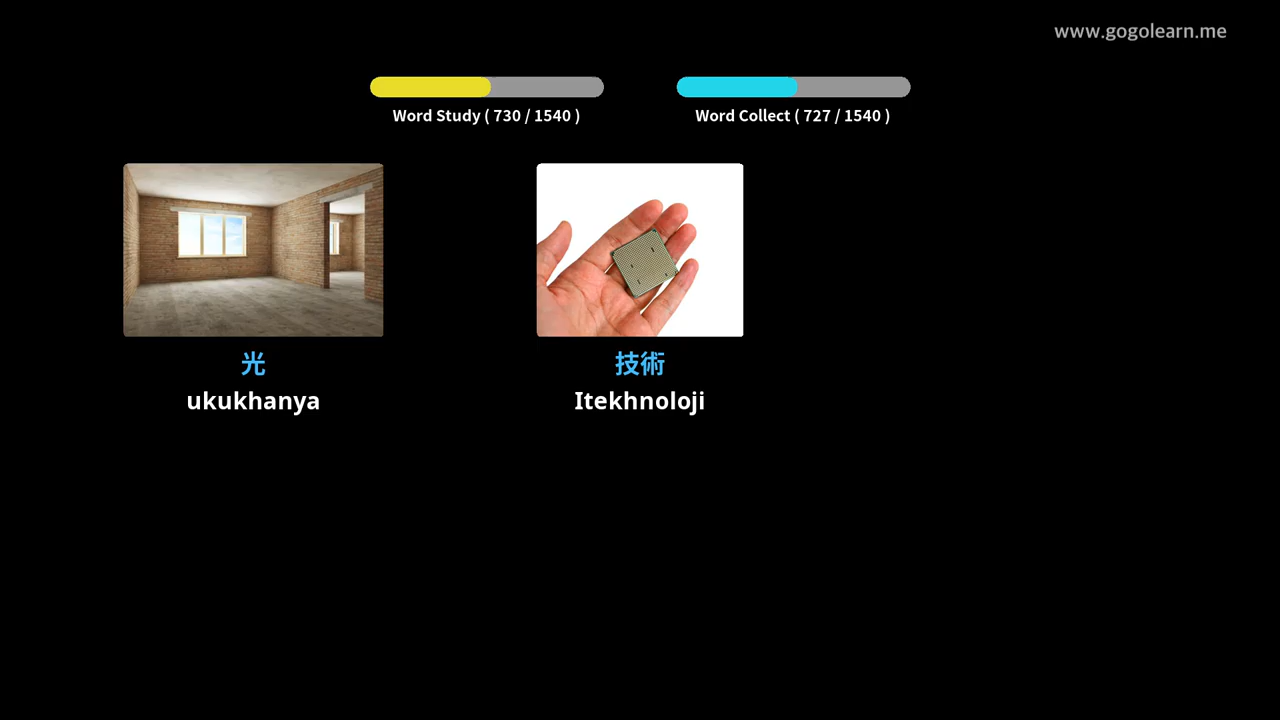 www.gogolearn.me
Word Study ( 730 / 1540 )
Word Collect ( 727 / 1540 )
光
ukukhanya
技術
Itekhnoloji